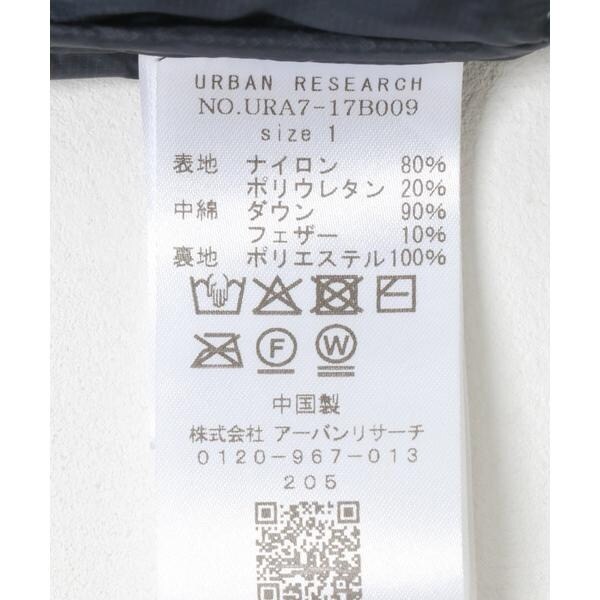 URBAN RESEARCH
NO.URA7-17B009
size 1
表地 ナイロン 80%
ポリウレタン 20%
中綿 ダウン 90%
フェザー 10%
裏地 ポリエステル100%
F W
中国製
株式会社 アーバンリサーチ
0120-967-013
205